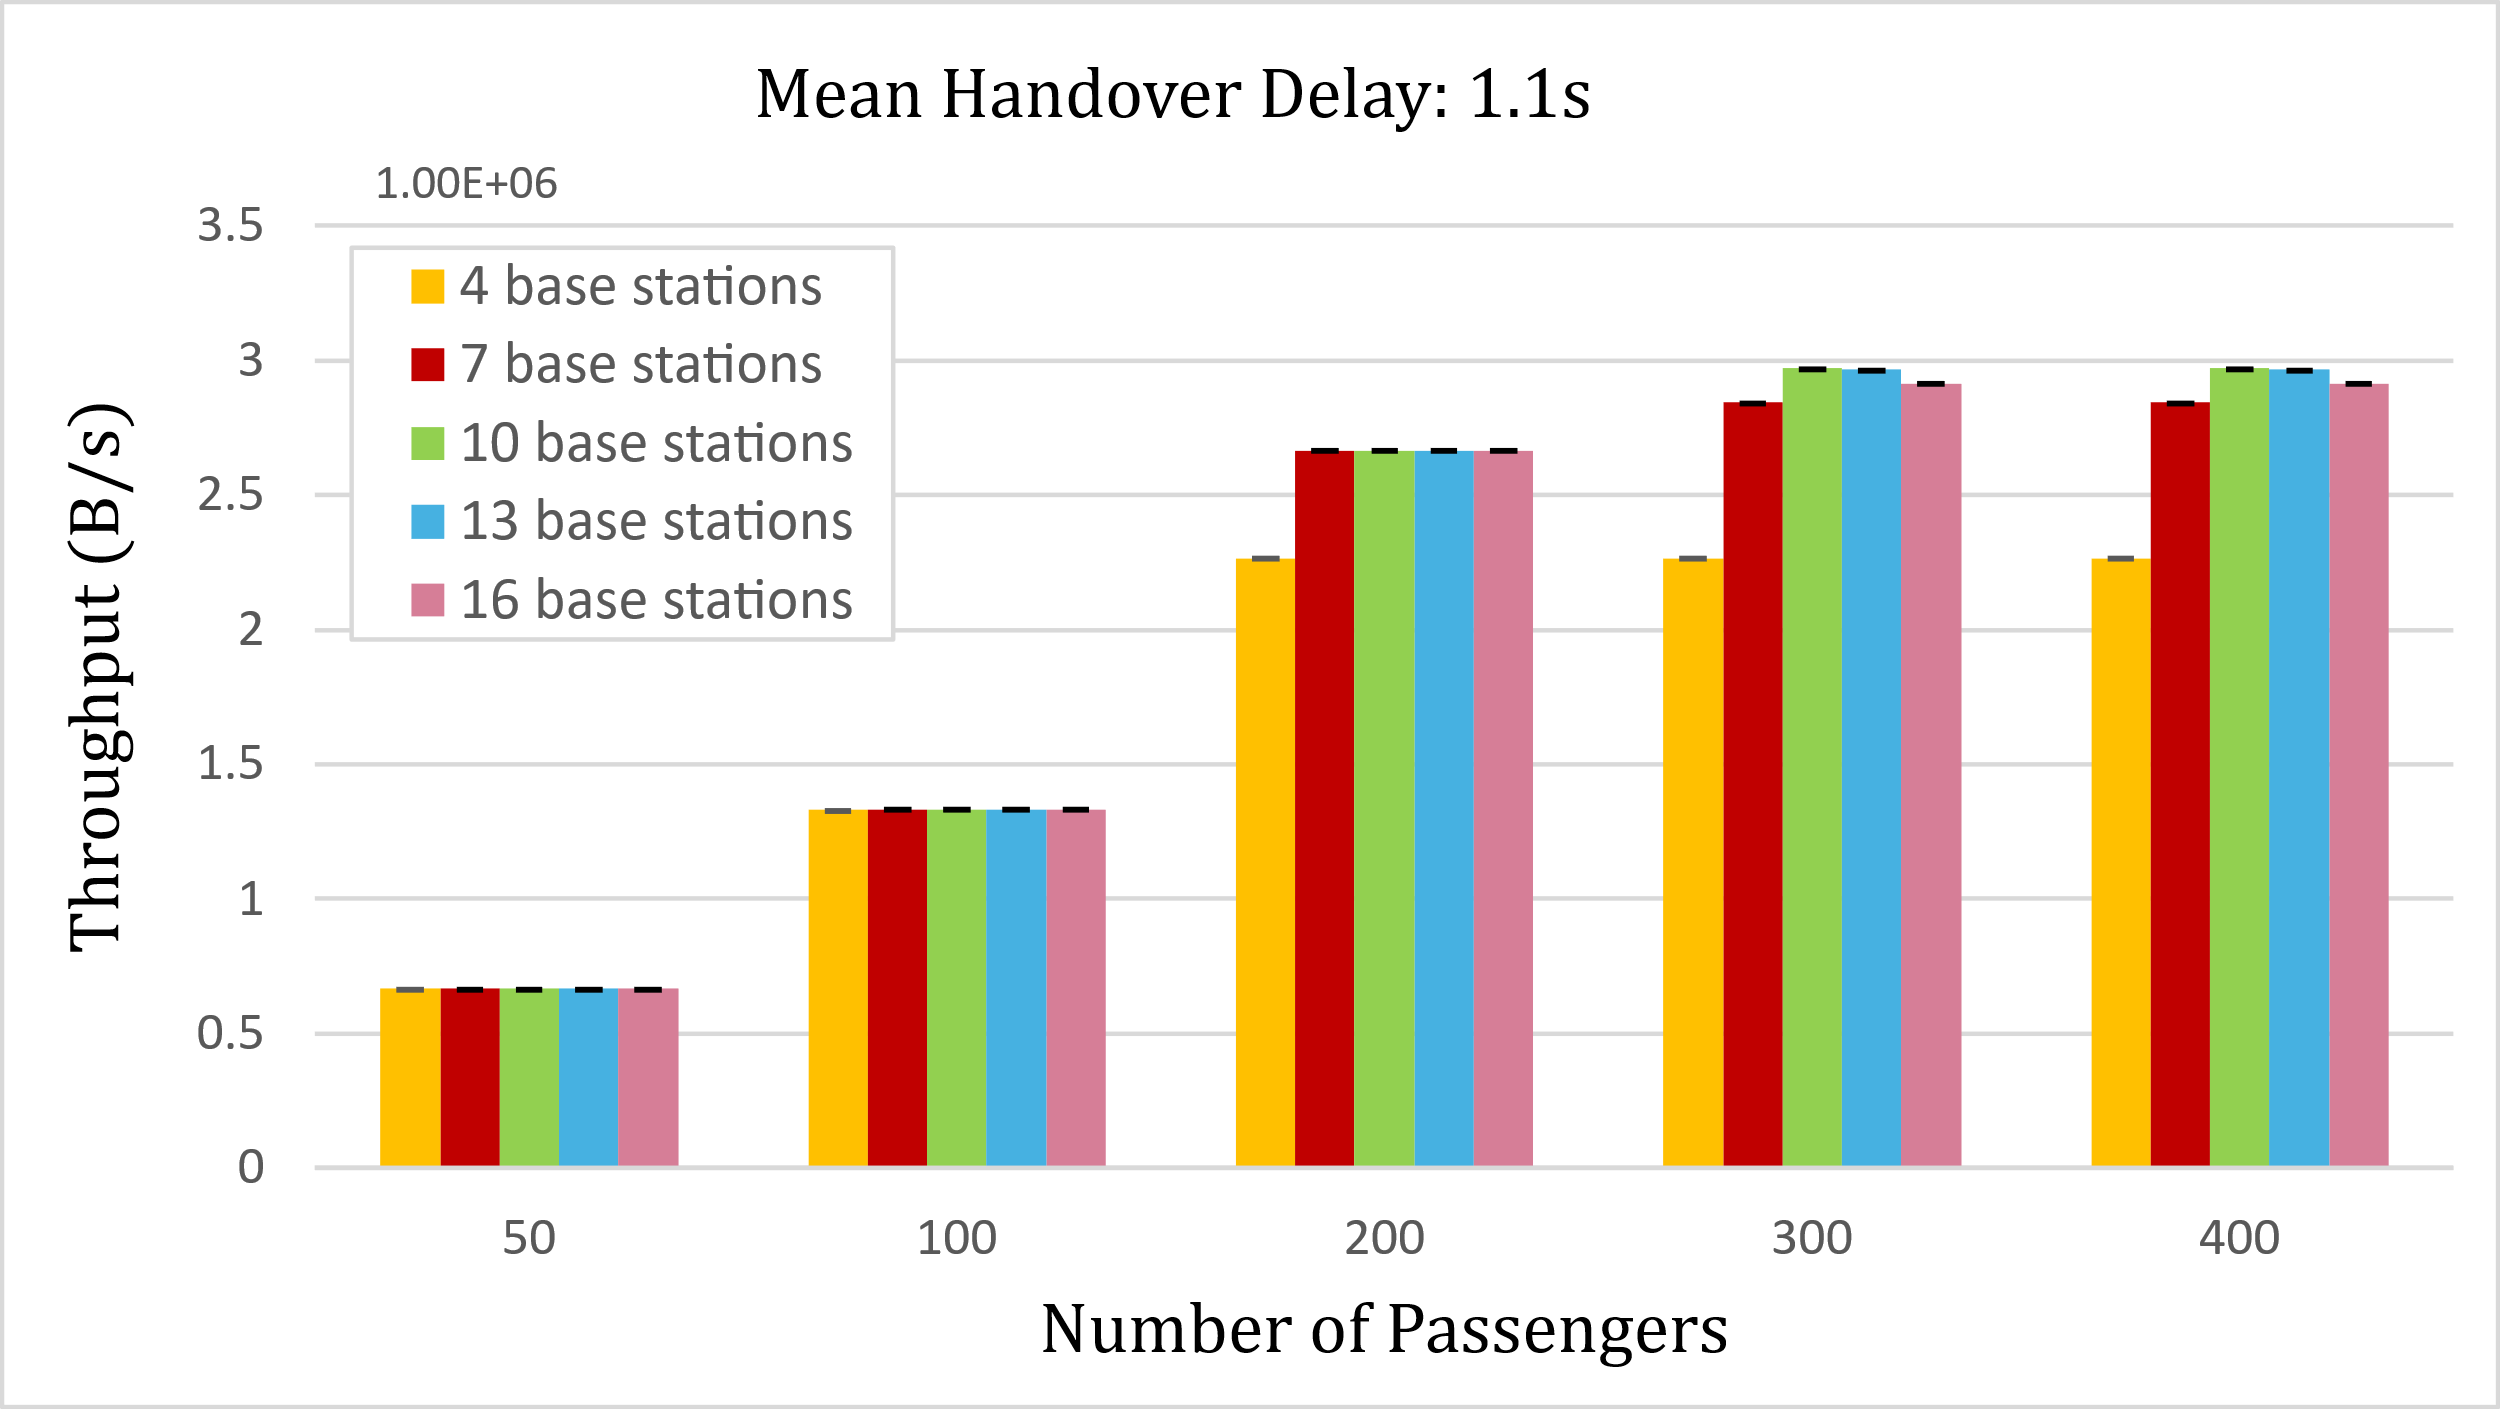 Mean Handover Delay: 1.1s
1.00E+06
3.5
3
2.5
2
1.5
1
0.5
0
Throughput (B/s)
4 base stations
7 base stations
10 base stations
13 base stations
16 base stations
50 100 200 300 400
Number of Passengers